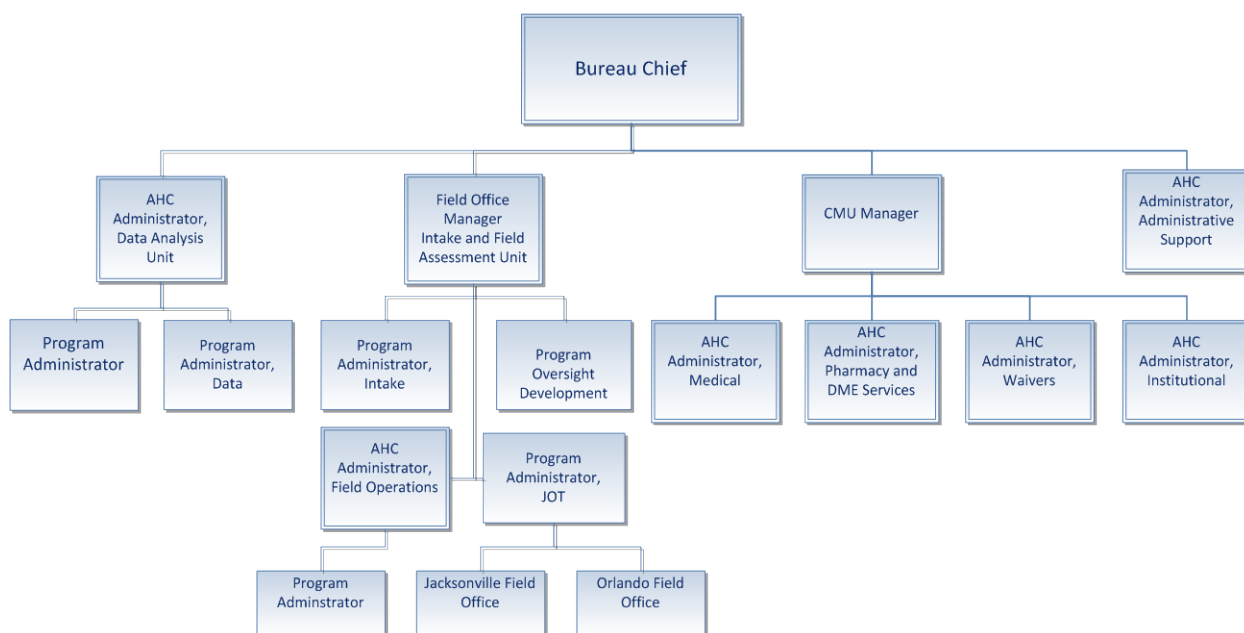 Bureau Chief
AHC
Administrator,
Data Analysis
Unit
Field Office
Manager
Intake and Field
Assessment Unit
CMU Manager
AHC
Administrator,
Administrative
Support
Program
Administrator
Program
Administrator,
Data
Program
Administrator,
Intake
Program
Oversight
Development
AHC
Administrator,
Medical
AHC
Administrator,
Pharmacy and
DME Services
AHC
Administrator,
Waivers
AHC
Administrator,
Institutional
AHC
Administrator,
Field Operations
Program
Administrator,
JOT
Program
Adminstrator
Jacksonville Field
Office
Orlando Field
Office